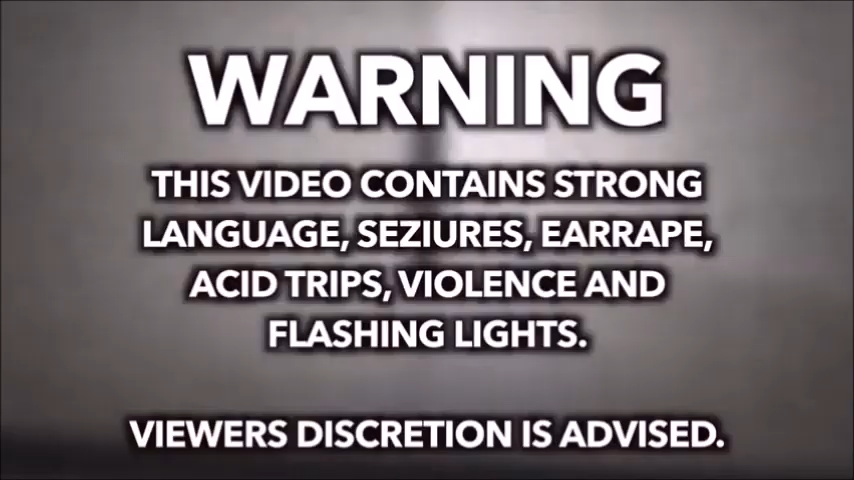 WARNING
THIS VIDEO CONTAINS STRONG
LANGUAGE, SEZIURES, EARRAPE,
ACID TRIPS, VIOLENCE AND
FLASHING LIGHTS.
VIEWERS DISCRETION IS ADVISED.